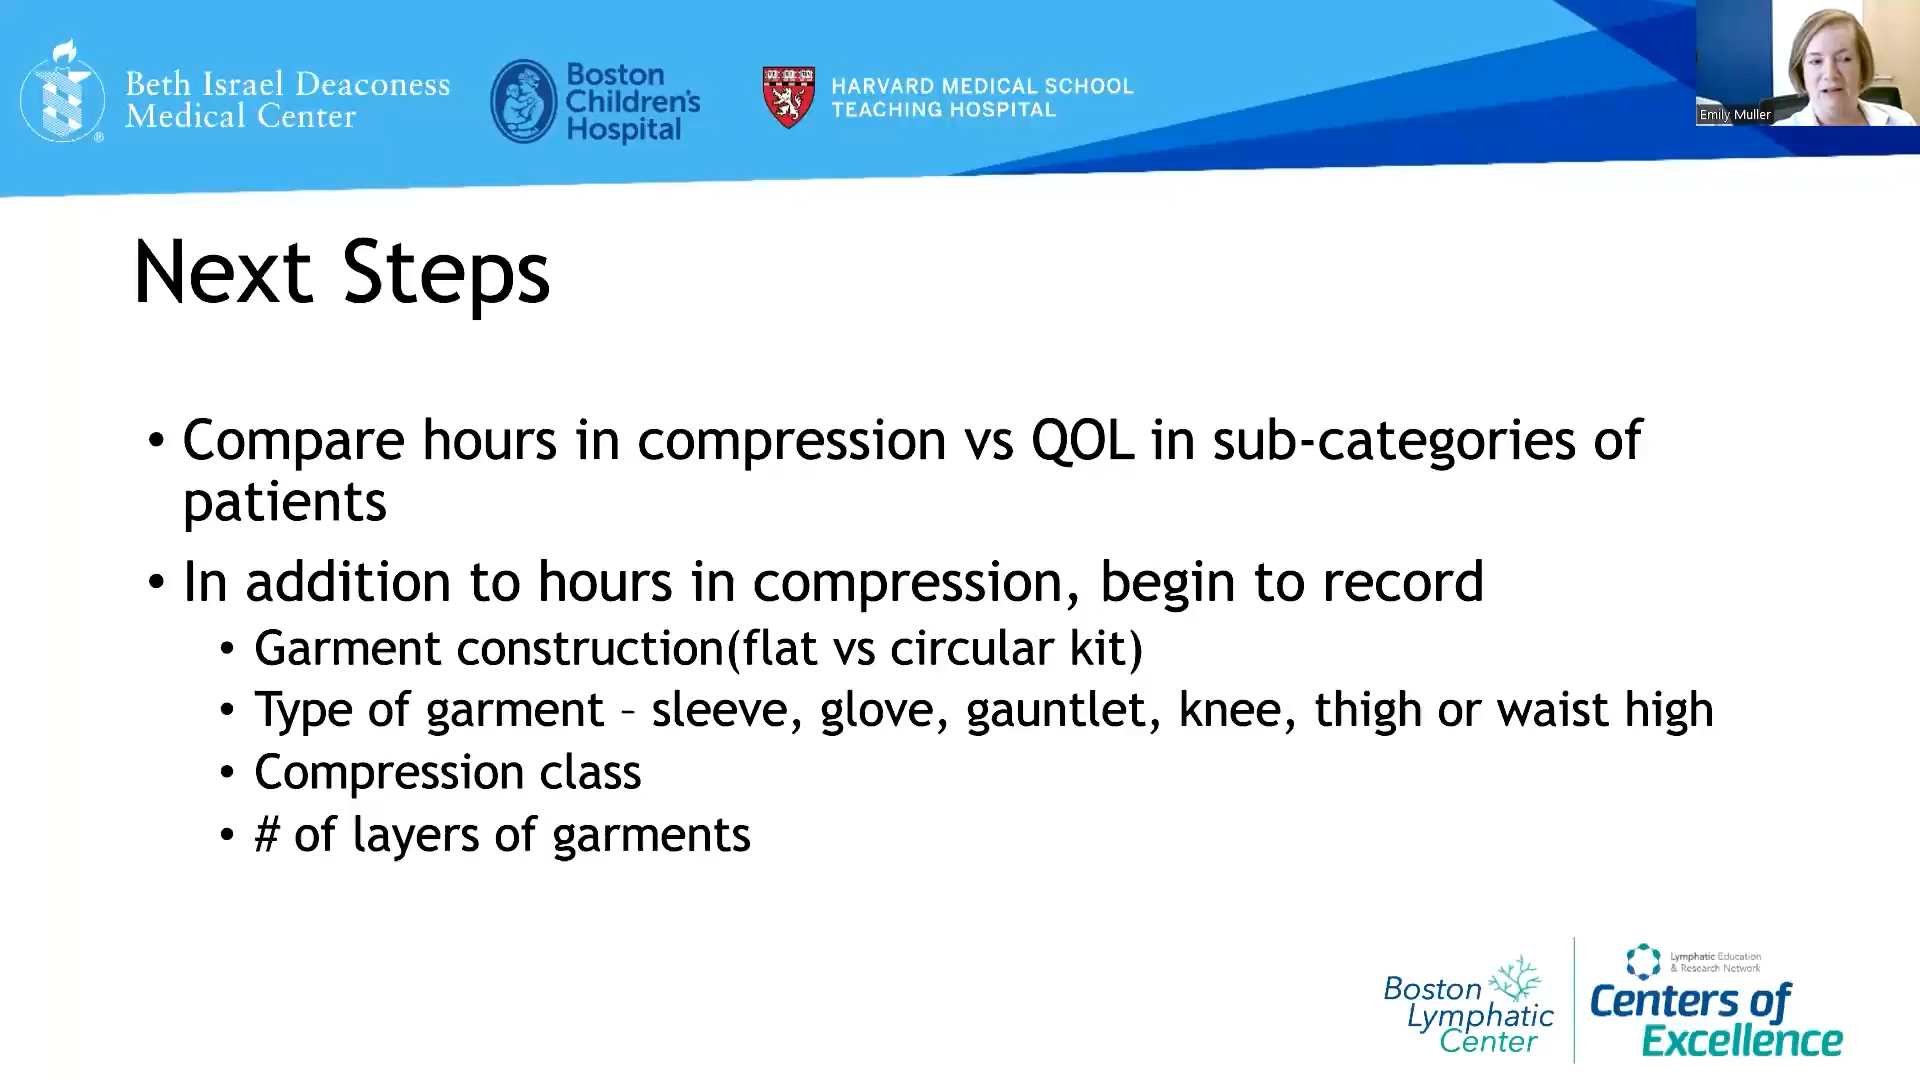 Beth Israel Deaconess
Medical Center
®
Boston
Children's
Hospital
HARVARD MEDICAL SCHOOL
TEACHING HOSPITAL
Emily Muller
Next Steps
• Compare hours in compression vs QOL in sub-categories of
patients
• In addition to hours in compression, begin to record
• Garment construction(flat vs circular kit)
• Type of garment – sleeve, glove, gauntlet, knee, thigh or waist high
• Compression class
• # of layers of garments
Boston
Lymphatic
Center
Lymphatic Education
& Research Network
Centers of
Excellence